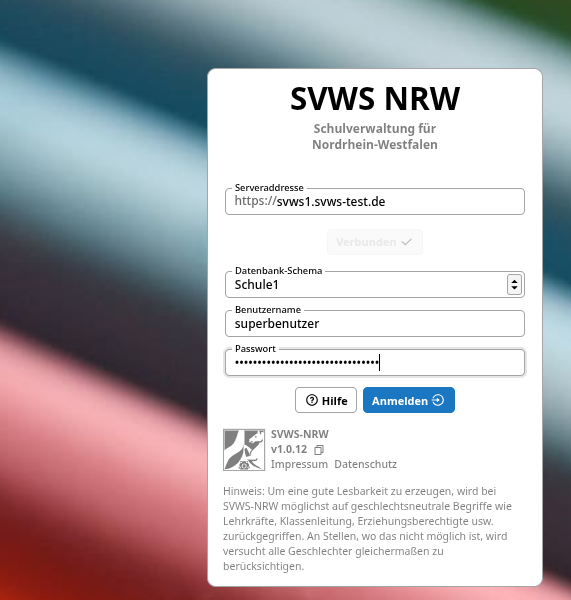 SVWS NRW
Schulverwaltung für
Nordrhein-Westfalen
Serveraddresse
https://svws1.svws-test.de
Verbunden
Datenbank-Schema
Schule1
Benutzername
superbenutzer
Passwort
Hilfe
Anmelden
SVWS-NRW
v1.0.12
Impressum Datenschutz
Hinweis: Um eine gute Lesbarkeit zu erzeugen, wird bei
SVWS-NRW möglichst auf geschlechtsneutrale Begriffe wie
Lehrkräfte, Klassenleitung, Erziehungsberechtigte usw.
zurückgegriffen. An Stellen, wo das nicht möglich ist, wird
versucht alle Geschlechter gleichermaßen zu
berücksichtigen.